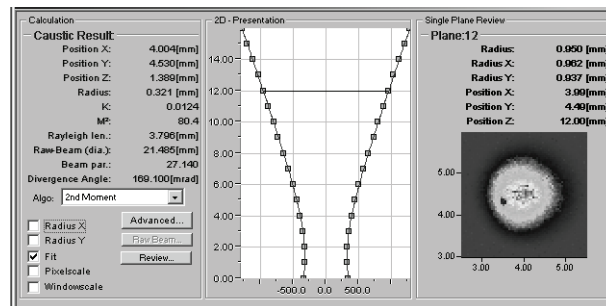 Calculation
Caustic Result
Position X: 4.004[mm]
Position Y: 4.530[mm]
Position Z: 1.389[mm]
Radius: 0.321 [mm]
K: 0.0124
M²: 80.4
Rayleigh len.: 3.796[mm]
Raw-Beam (dia.): 21.485[mm]
Beam par.: 27.140
Divergence Angle: 169.100[mrad]
Algo: 2nd Moment
Radius X
Radius Y
Fit
Pixelscale
Windowscale
Advanced...
Raw Beam...
Review...
2D - Presentation
14.00
12.00
10.00
8.00
6.00
4.00
2.00
0.00
-500.0 0.0 500.0
Single Plane Review
Plane:12
Radius: 0.950 [mm]
Radius X: 0.962 [mm]
Radius Y: 0.937 [mm]
Position X: 3.99[mm]
Position Y: 4.49[mm]
Position Z: 12.00[mm]
5.00
4.00
3.00
3.00 4.00 5.00